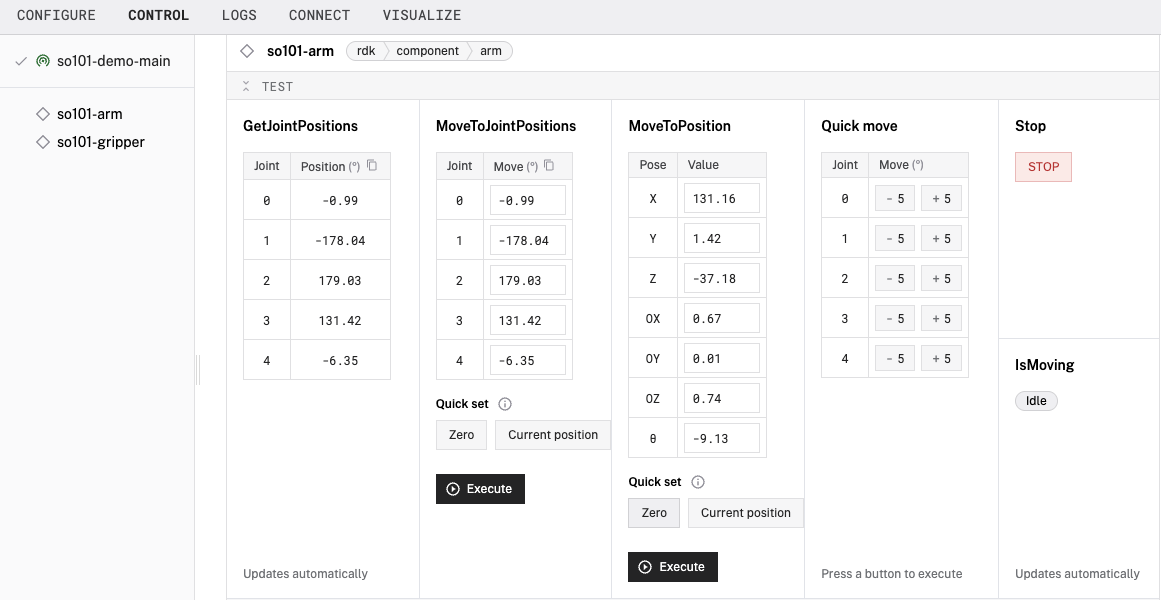 CONFIGURE CONTROL LOGS CONNECT VISUALIZE
so101-demo-main
so101-arm
so101-gripper
so101-arm rdk component arm
TEST
GetJointPositions
Joint Position (°)
0 -0.99
1 -178.04
2 179.03
3 131.42
4 -6.35
Updates automatically
MoveToJointPositions
Joint Move (°)
0 -0.99
1 -178.04
2 179.03
3 131.42
4 -6.35
Quick set
Zero Current position
Execute
MoveToPosition
Pose Value
X 131.16
Y 1.42
Z -37.18
OX 0.67
OY 0.01
OZ 0.74
θ -9.13
Quick set
Zero Current position
Execute
Quick move
Joint Move (°)
0 - 5 + 5
1 - 5 + 5
2 - 5 + 5
3 - 5 + 5
4 - 5 + 5
Press a button to execute
Stop
STOP
IsMoving
Idle
Updates automatically